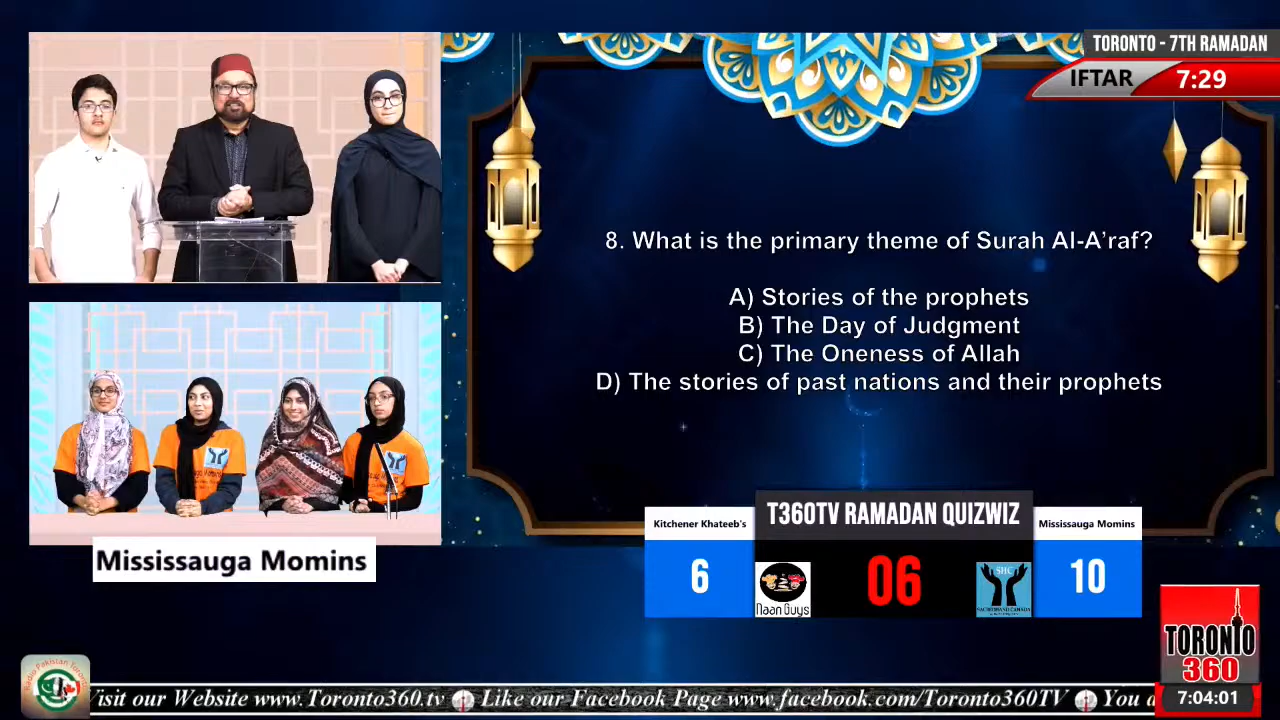 TORONTO - 7TH RAMADAN
IFTAR 7:29
8. What is the primary theme of Surah Al-A’raf?
A) Stories of the prophets
B) The Day of Judgment
C) The Oneness of Allah
D) The stories of past nations and their prophets
Mississauga Momins
T360TV RAMADAN QUIZWIZ
Kitchener Khateeb's
Mississauga Momins
6
06
10
Naan Guys
SHC
TORONTO
360
7:04:01
Visit our Website www.Toronto360.tv Like our Facebook Page www.facebook.com/Toronto360TV You